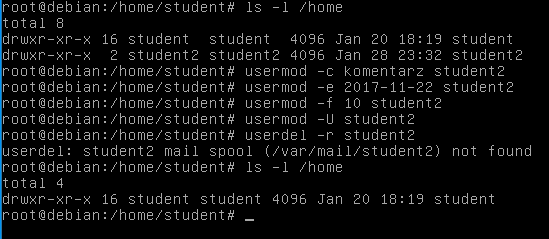 root@debian:/home/student# ls -l /home
total 8
drwxr-xr-x 16 student  student  4096 Jan 20 18:19 student
drwxr-xr-x  2 student2 student2 4096 Jan 28 23:32 student2
root@debian:/home/student# usermod -c komentarz student2
root@debian:/home/student# usermod -e 2017-11-22 student2
root@debian:/home/student# usermod -f 10 student2
root@debian:/home/student# usermod -U student2
root@debian:/home/student# userdel -r student2
userdel: student2 mail spool (/var/mail/student2) not found
root@debian:/home/student# ls -l /home
total 4
drwxr-xr-x 16 student student 4096 Jan 20 18:19 student
root@debian:/home/student# _